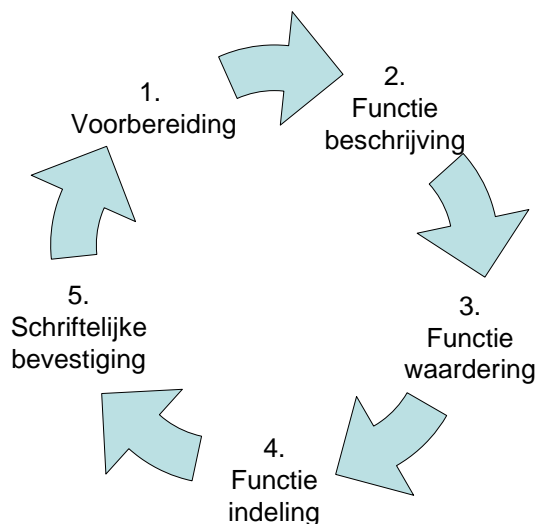 1.
Voorbereiding
2.
Functie
beschrijving
3.
Functie
waardering
4.
Functie
indeling
5.
Schriftelijke
bevestiging